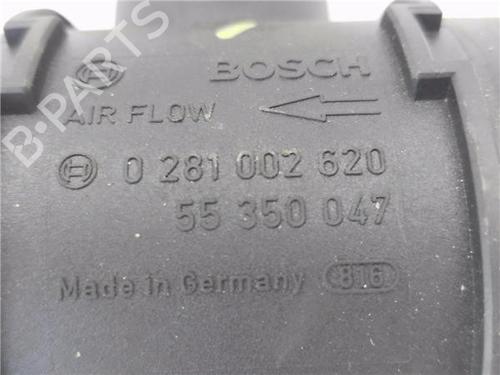 BOSCH
AIR FLOW
0 281 002 620
55 350 047
Made in Germany 816
B-PARTS